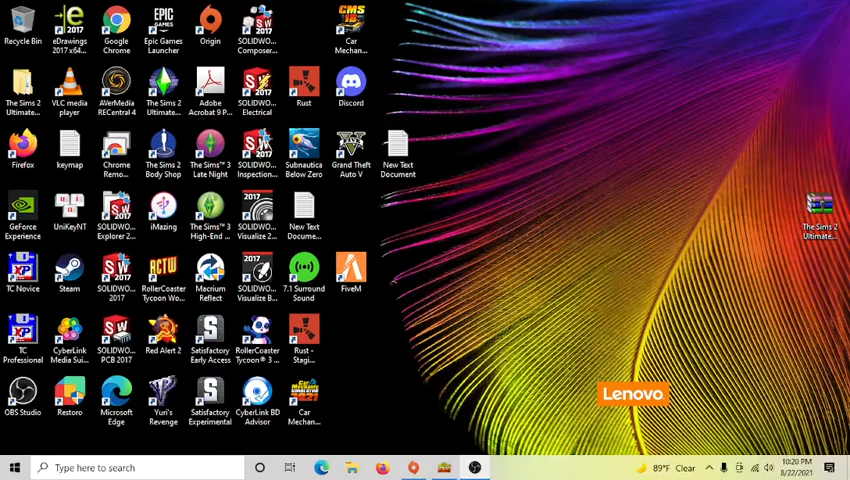 Recycle Bin
eDrawings
2017 x64...
Google
Chrome
Epic Games
Launcher
Origin
SOLIDWO...
Composer...
Car
Mechan...
The Sims 2
Ultimate...
VLC media
player
AVerMedia
RECentral 4
The Sims 2
Ultimate...
Adobe
Acrobat 9 P...
SOLIDWO...
Electrical
Rust
Discord
Firefox
keymap
Chrome
Remo...
The Sims 2
Body Shop
The Sims™ 3
Late Night
SOLIDWO...
Inspection...
Subnautica
Below Zero
Grand Theft
Auto V
New Text
Document
GeForce
Experience
UniKeyNT
SOLIDWO...
Explorer 2...
iMazing
The Sims™ 3
High-End ...
SOLIDWO...
Visualize 2...
New Text
Docume...
The Sims 2
Ultimate...
TC Novice
Steam
SOLIDWO...
2017
RollerCoaster
Tycoon Wo...
Macrium
Reflect
SOLIDWO...
Visualize B...
7.1 Surround
Sound
FiveM
TC
Professional
CyberLink
Media Sui...
SOLIDWO...
PCB 2017
Red Alert 2
Satisfactory
Early Access
RollerCoaster
Tycoon® 3 ...
Rust -
Stagi...
OBS Studio
Restoro
Microsoft
Edge
Yuri's
Revenge
Satisfactory
Experimental
CyberLink BD
Advisor
Car
Mechan...
Lenovo
Type here to search
89°F Clear
10:20 PM
8/22/2021